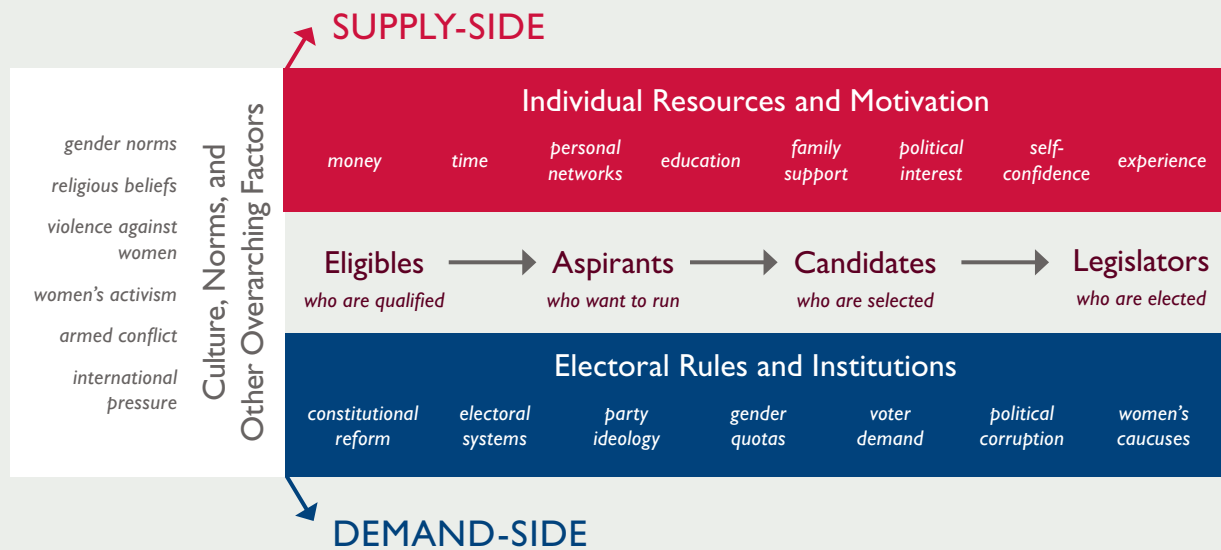 SUPPLY-SIDE
Culture, Norms, and
Other Overarching Factors
gender norms
religious beliefs
violence against
women
women's activism
armed conflict
international
pressure
Individual Resources and Motivation
money
time
personal
networks
education
family
support
political
interest
self-
confidence
experience
Eligibles
who are qualified
Aspirants
who want to run
Candidates
who are selected
Legislators
who are elected
Electoral Rules and Institutions
constitutional
reform
electoral
systems
party
ideology
gender
quotas
voter
demand
political
corruption
women's
caucuses
DEMAND-SIDE